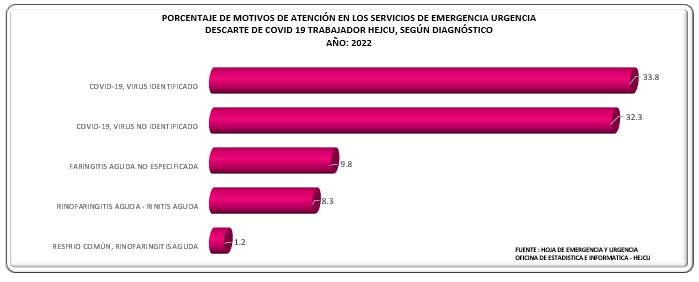 PORCENTAJE DE MOTIVOS DE ATENCIÓN EN LOS SERVICIOS DE EMERGENCIA URGENCIA
DESCARTE DE COVID 19 TRABAJADOR HEJCU, SEGÚN DIAGNÓSTICO
AÑO: 2022
COVID-19, VIRUS IDENTIFICADO
33.8
COVID-19, VIRUS NO IDENTIFICADO
32.3
FARINGITIS AGUDA NO ESPECIFICADA
9.8
RINOFARINGITIS AGUDA - RINITIS AGUDA
8.3
RESFRIO COMÚN, RINOFARINGITIS AGUDA
1.2
FUENTE : HOJA DE EMERGENCIA Y URGENCIA
OFICINA DE ESTADISTICA E INFORMATICA - HEJCU